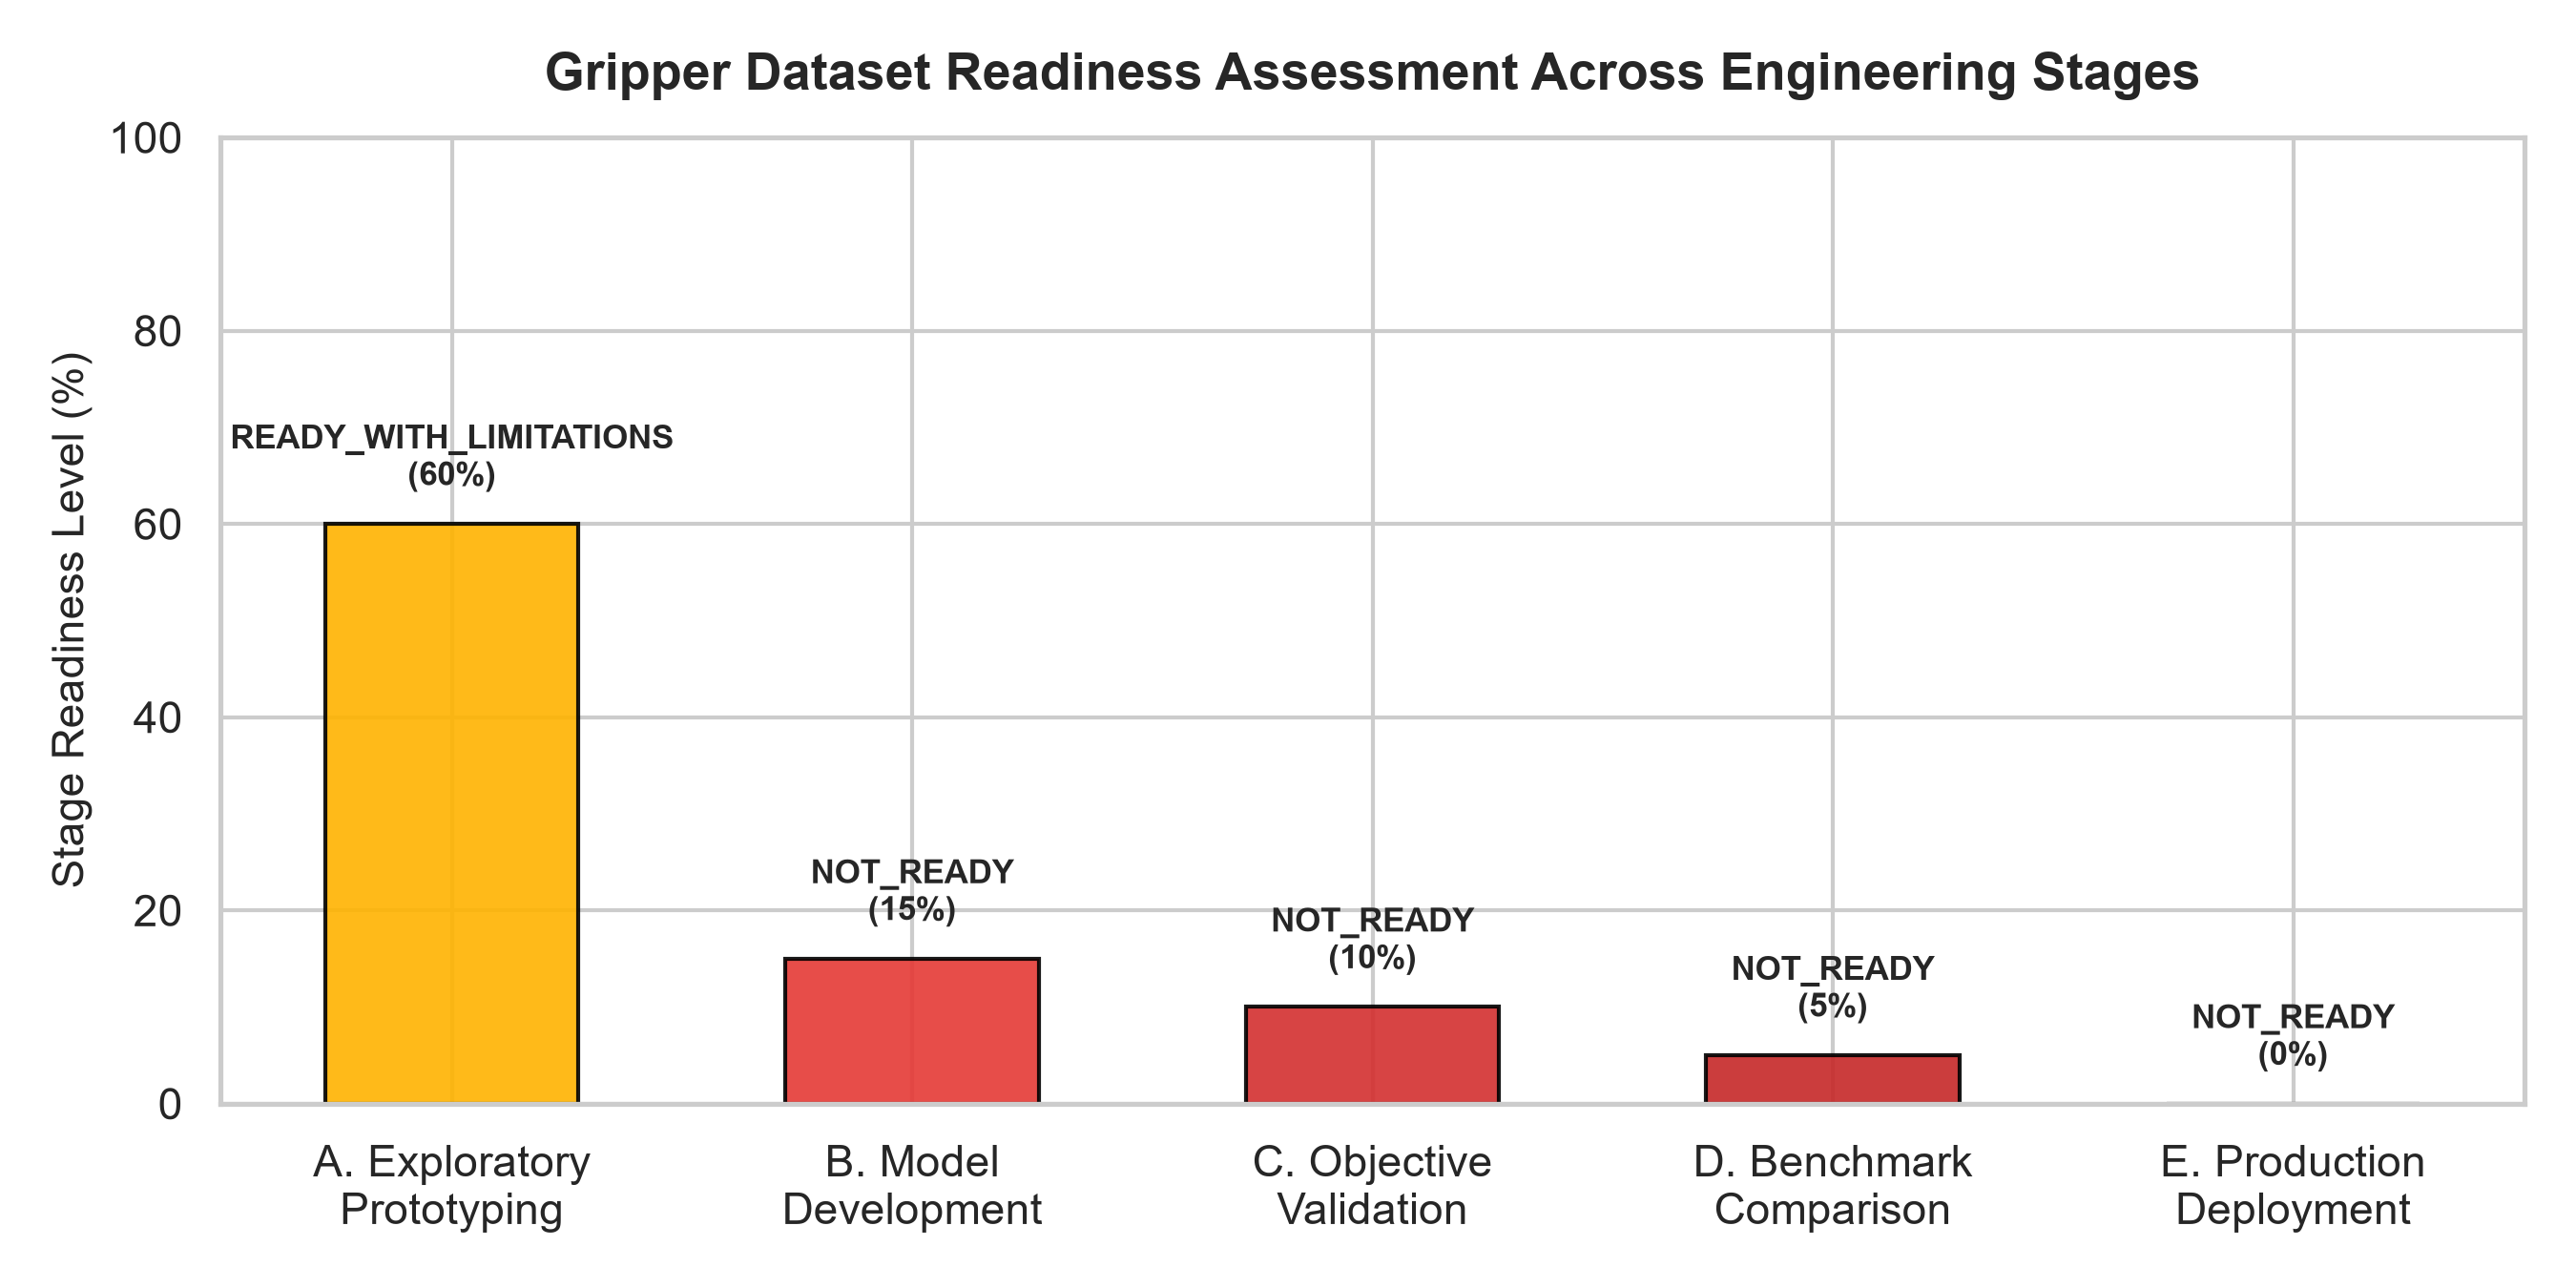 Gripper Dataset Readiness Assessment Across Engineering Stages
Stage Readiness Level (%)
100
80
60
40
20
0
READY_WITH_LIMITATIONS
(60%)
NOT_READY
(15%)
NOT_READY
(10%)
NOT_READY
(5%)
NOT_READY
(0%)
A. Exploratory
Prototyping
B. Model
Development
C. Objective
Validation
D. Benchmark
Comparison
E. Production
Deployment